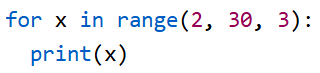 for x in range(2, 30, 3):
  print(x)